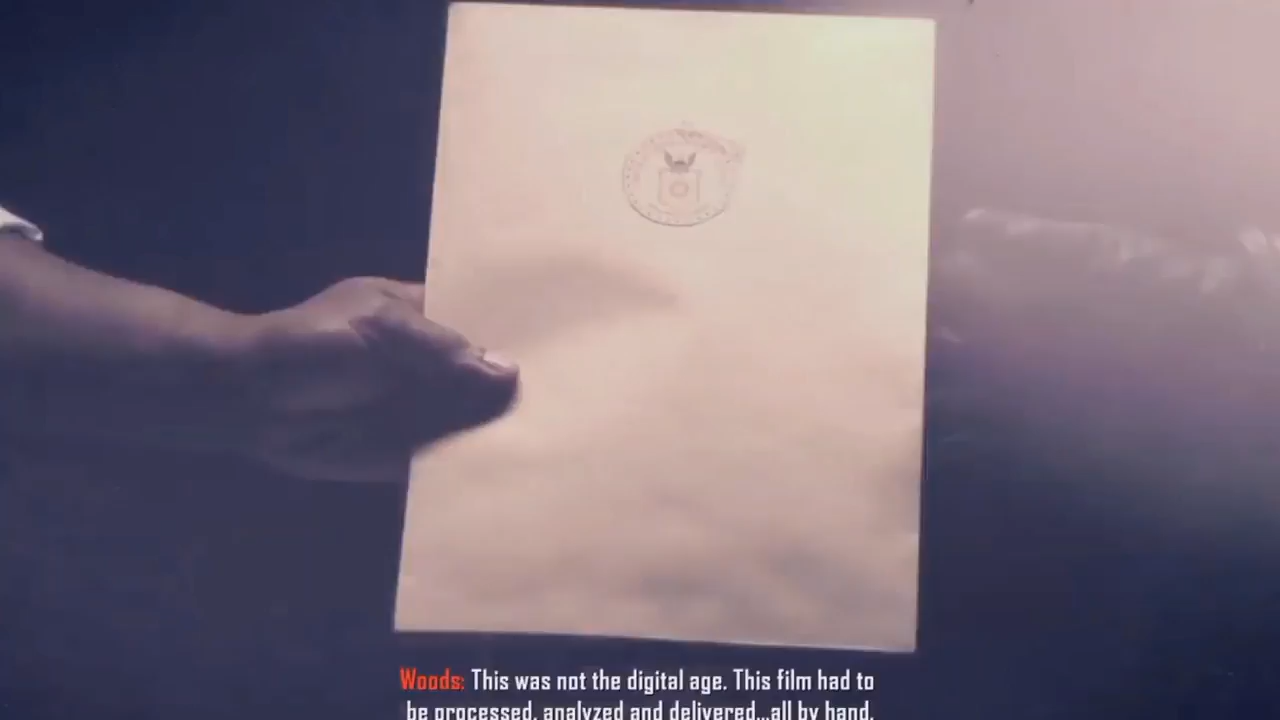 Woods: This was not the digital age. This film had to
be processed, analyzed and delivered...all by hand.